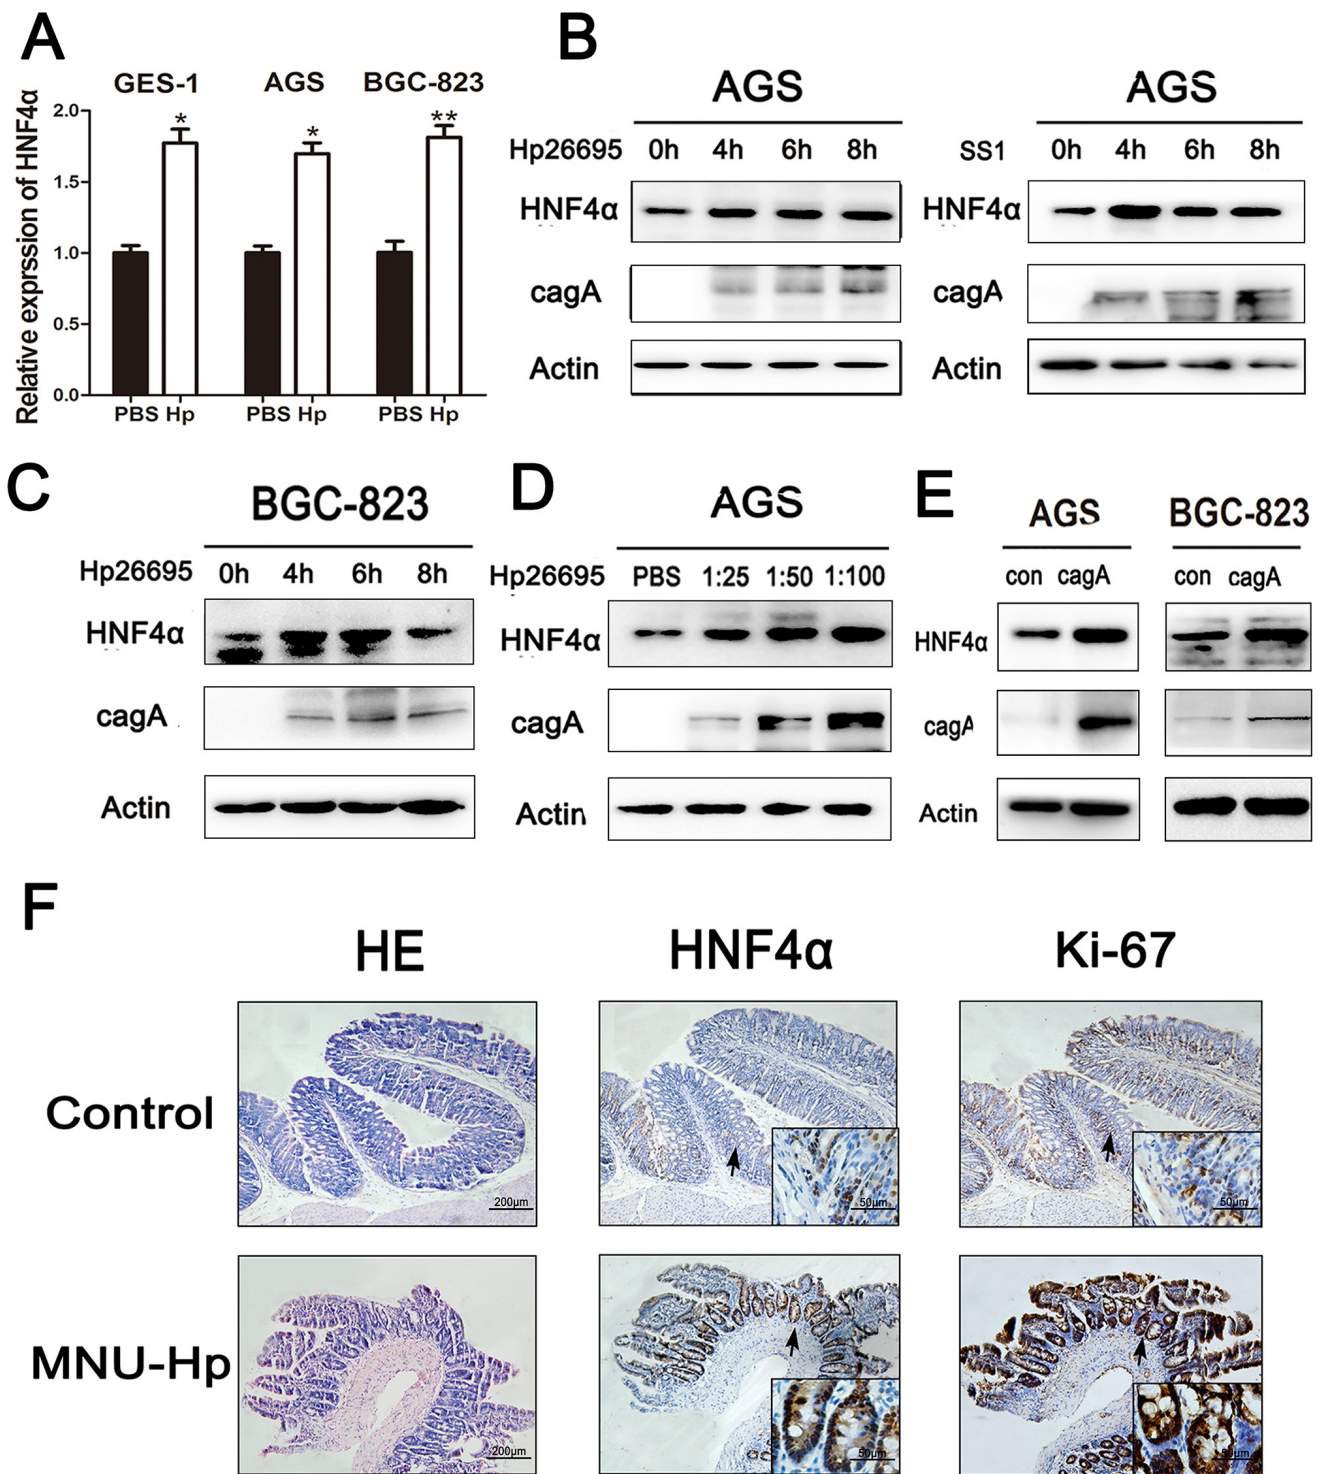 A
GES-1 AGS BGC-823
Relative exprssion of HNF4α
2.0
1.5
1.0
0.5
0.0
* * **
PBS Hp PBS Hp PBS Hp
B
AGS
Hp26695 0h 4h 6h 8h
HNF4α
cagA
Actin
AGS
SS1 0h 4h 6h 8h
HNF4α
cagA
Actin
C
BGC-823
Hp26695 0h 4h 6h 8h
HNF4α
cagA
Actin
D
AGS
Hp26695 PBS 1:25 1:50 1:100
HNF4α
cagA
Actin
E
AGS BGC-823
con cagA con cagA
HNF4α
cagA
Actin
F
HE HNF4α Ki-67
Control
200μm 50μm 50μm
MNU-Hp
200μm 50μm 50μm